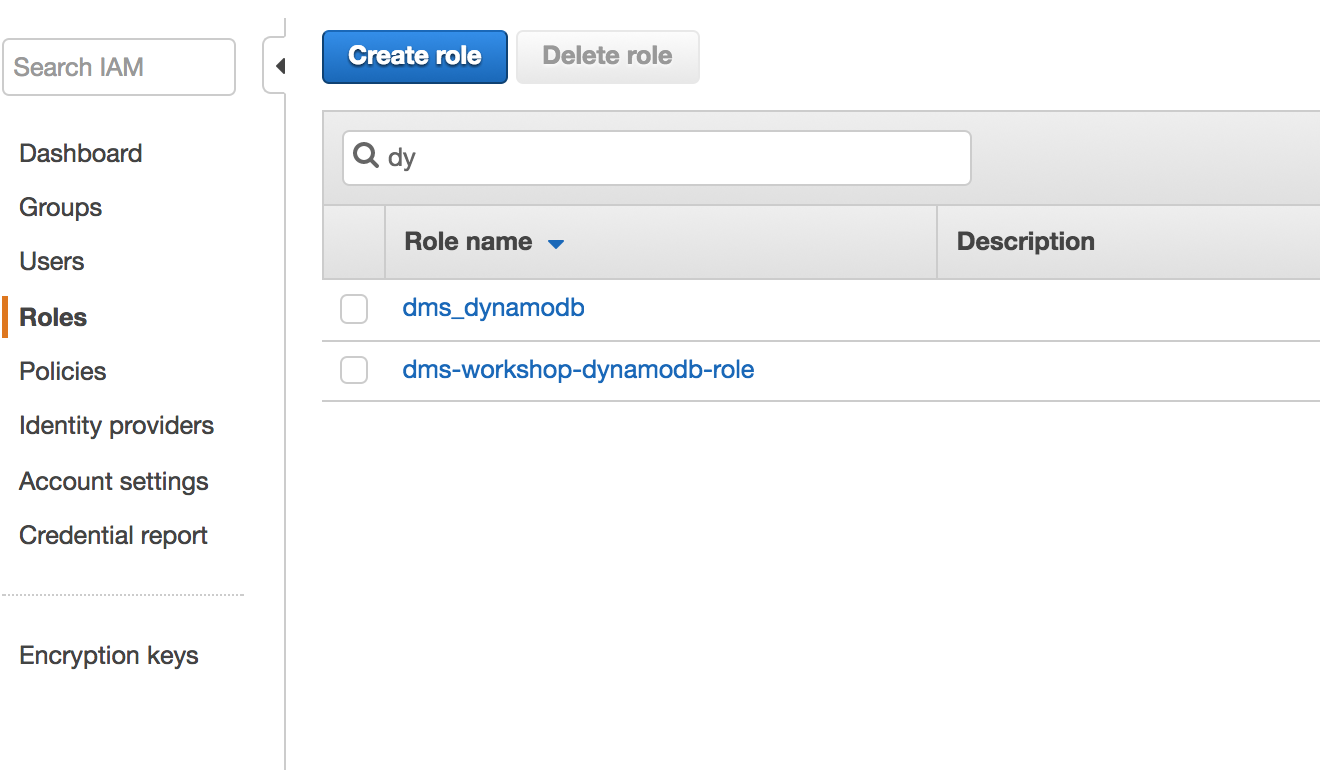 Search IAM
Dashboard
Groups
Users
Roles
Policies
Identity providers
Account settings
Credential report
Encryption keys
Create role
Delete role
dy
Role name
Description
dms_dynamodb
dms-workshop-dynamodb-role